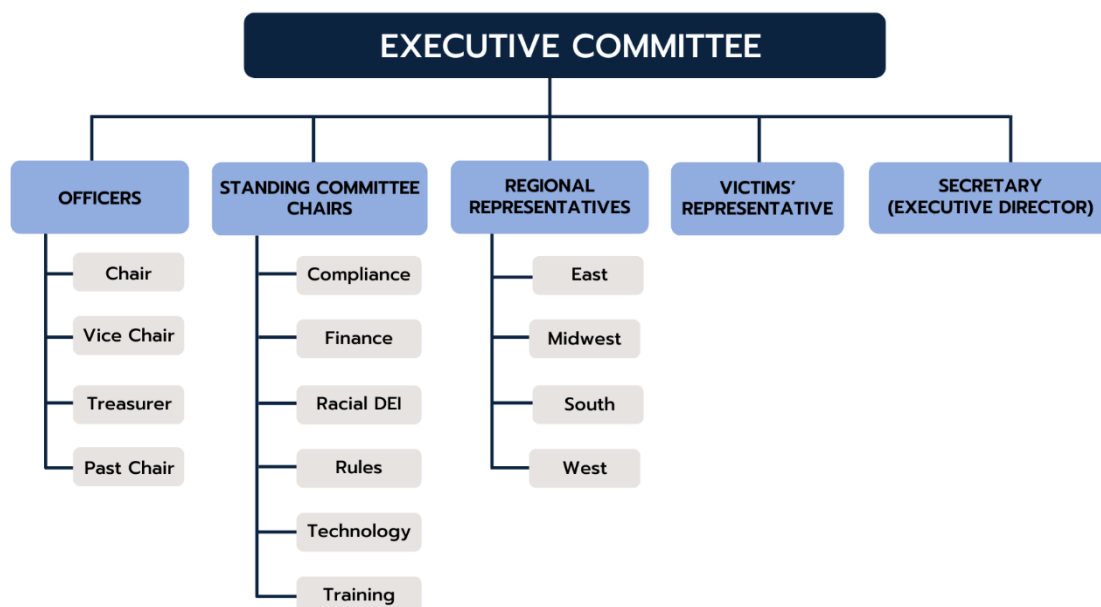 EXECUTIVE COMMITTEE
OFFICERS
Chair
Vice Chair
Treasurer
Past Chair
STANDING COMMITTEE
CHAIRS
Compliance
Finance
Racial DEI
Rules
Technology
Training
REGIONAL
REPRESENTATIVES
East
Midwest
South
West
VICTIMS'
REPRESENTATIVE
SECRETARY
(EXECUTIVE DIRECTOR)